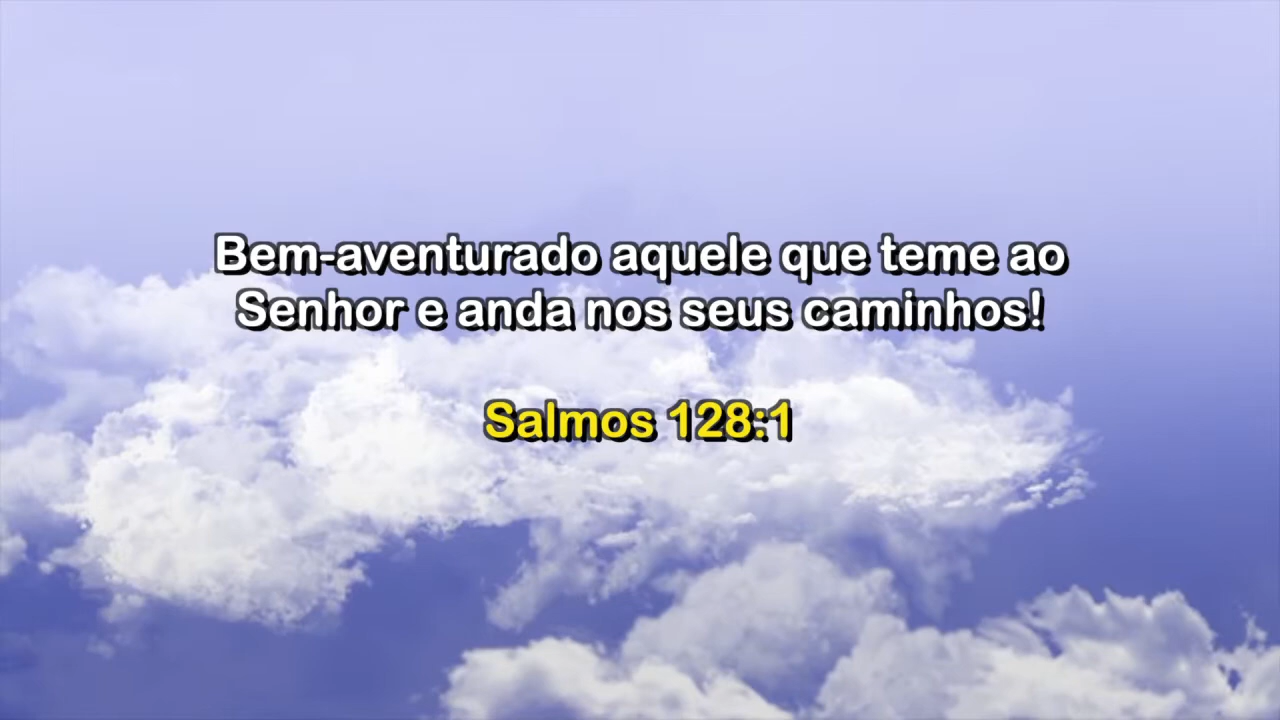 Bem-aventurado aquele que teme ao
Senhor e anda nos seus caminhos!
Salmos 128:1